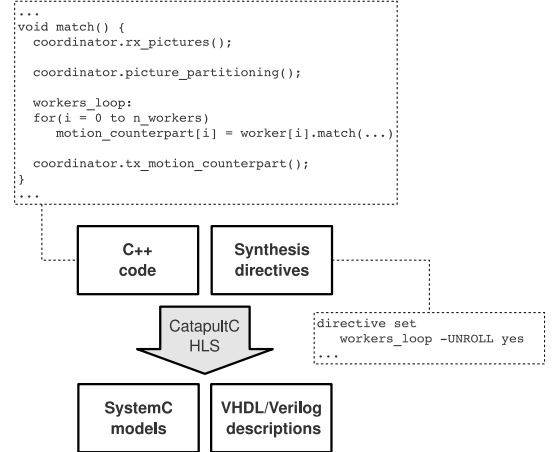 ...
void match() {
  coordinator.rx_pictures();
  coordinator.picture_partitioning();
  workers_loop:
  for(i = 0 to n_workers)
     motion_counterpart[i] = worker[i].match(...)
  coordinator.tx_motion_counterpart();
}
...
C++
code
Synthesis
directives
CatapultC
HLS
directive set
   workers_loop -UNROLL yes
...
SystemC
models
VHDL/Verilog
descriptions